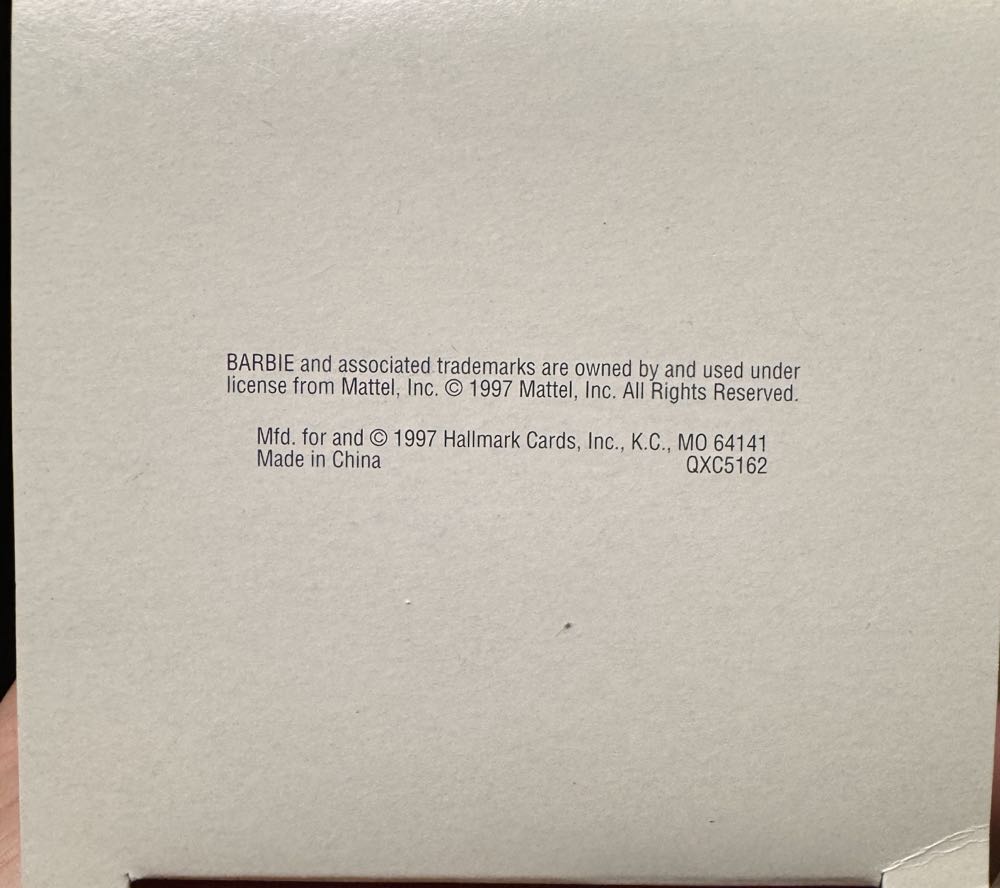 BARBIE and associated trademarks are owned by and used under
license from Mattel, Inc. © 1997 Mattel, Inc. All Rights Reserved.
Mfd. for and © 1997 Hallmark Cards, Inc., K.C., MO 64141
Made in China QXC5162